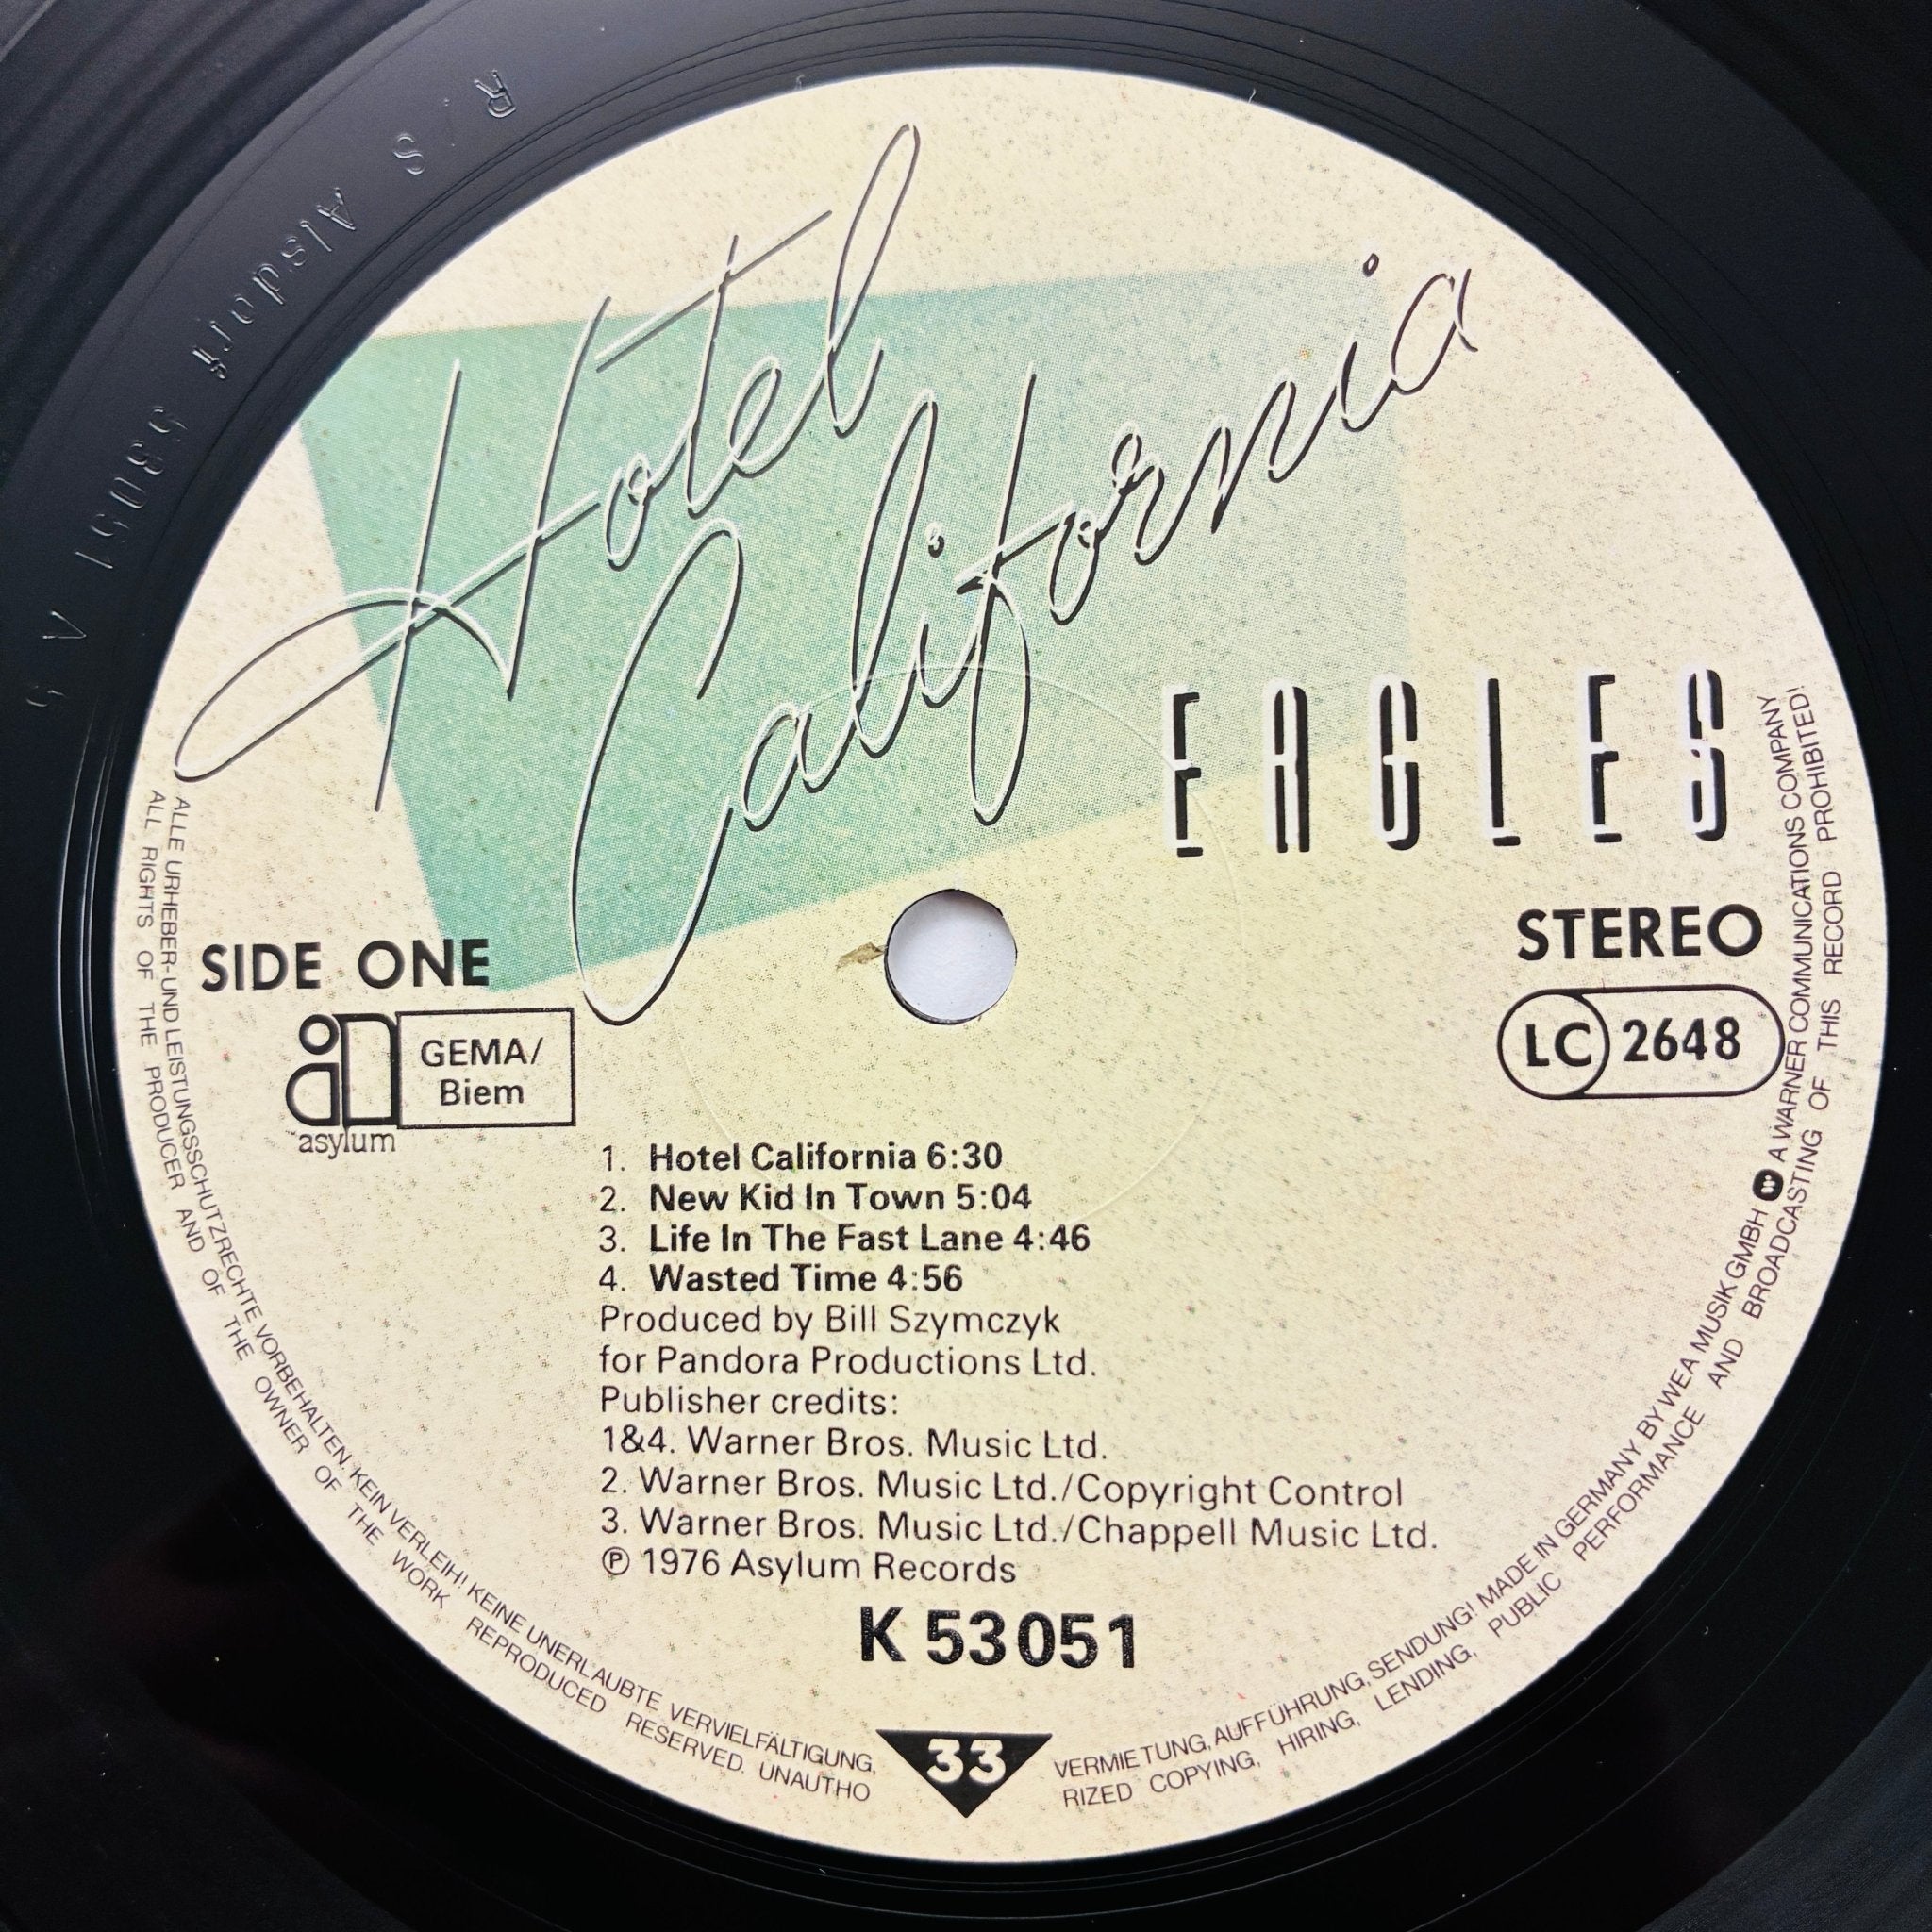 R / S Alsdorf 53051 A
Hotel
California
EAGLES
SIDE ONE
STEREO
asylum
GEMA/
Biem
LC 2648
1. Hotel California 6:30
2. New Kid In Town 5:04
3. Life In The Fast Lane 4:46
4. Wasted Time 4:56
Produced by Bill Szymczyk
for Pandora Productions Ltd.
Publisher credits:
1&4. Warner Bros. Music Ltd.
2. Warner Bros. Music Ltd./Copyright Control
3. Warner Bros. Music Ltd./Chappell Music Ltd.
℗ 1976 Asylum Records
K 53 051
33
ALLE URHEBER-UND LEISTUNGSSCHUTZRECHTE VORBEHALTEN. KEIN VERLEIH! KEINE UNERLAUBTE VERVIELFÄLTIGUNG, VERMIETUNG, AUFFÜHRUNG, SENDUNG! MADE IN GERMANY BY WEA MUSIK GMBH A WARNER COMMUNICATIONS COMPANY
ALL RIGHTS OF THE PRODUCER AND OF THE OWNER OF THE WORK REPRODUCED RESERVED. UNAUTHO RIZED COPYING, HIRING, LENDING, PUBLIC PERFORMANCE AND BROADCASTING OF THIS RECORD PROHIBITED!